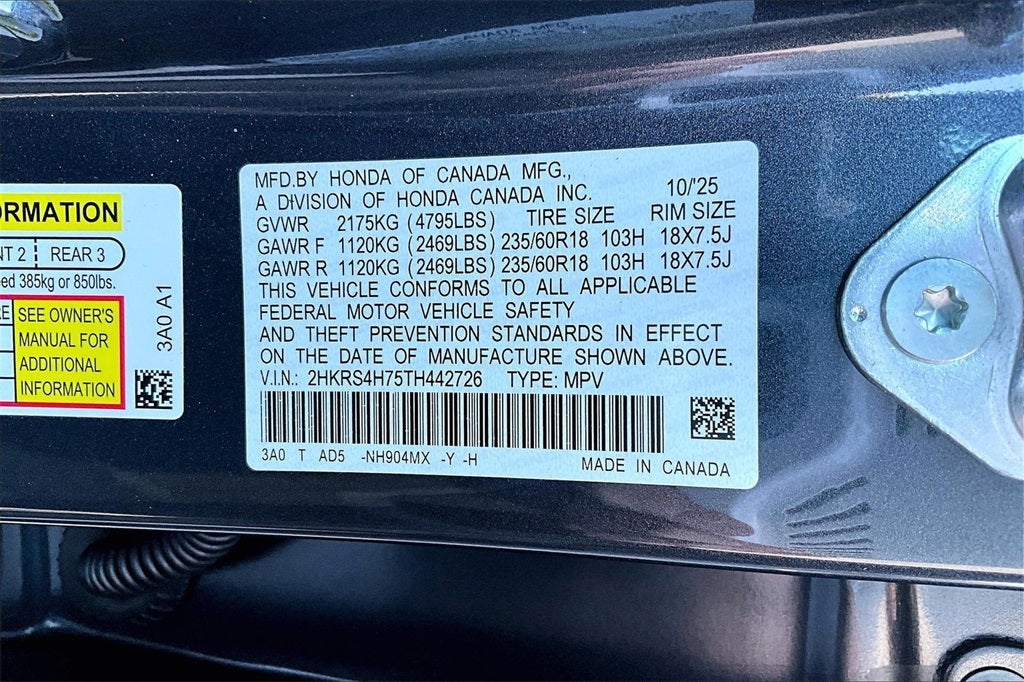 ORMATION
NT 2 REAR 3
ed 385kg or 850lbs.
RE SEE OWNER'S
MANUAL FOR
ADDITIONAL
INFORMATION
3A0 A1
MFD.BY HONDA OF CANADA MFG.,
A DIVISION OF HONDA CANADA INC. 10/'25
GVWR 2175KG (4795LBS) TIRE SIZE RIM SIZE
GAWR F 1120KG (2469LBS) 235/60R18 103H 18X7.5J
GAWR R 1120KG (2469LBS) 235/60R18 103H 18X7.5J
THIS VEHICLE CONFORMS TO ALL APPLICABLE
FEDERAL MOTOR VEHICLE SAFETY
AND THEFT PREVENTION STANDARDS IN EFFECT
ON THE DATE OF MANUFACTURE SHOWN ABOVE.
V.I.N.: 2HKRS4H75TH442726 TYPE: MPV
3A0 T AD5 -NH904MX -Y -H MADE IN CANADA